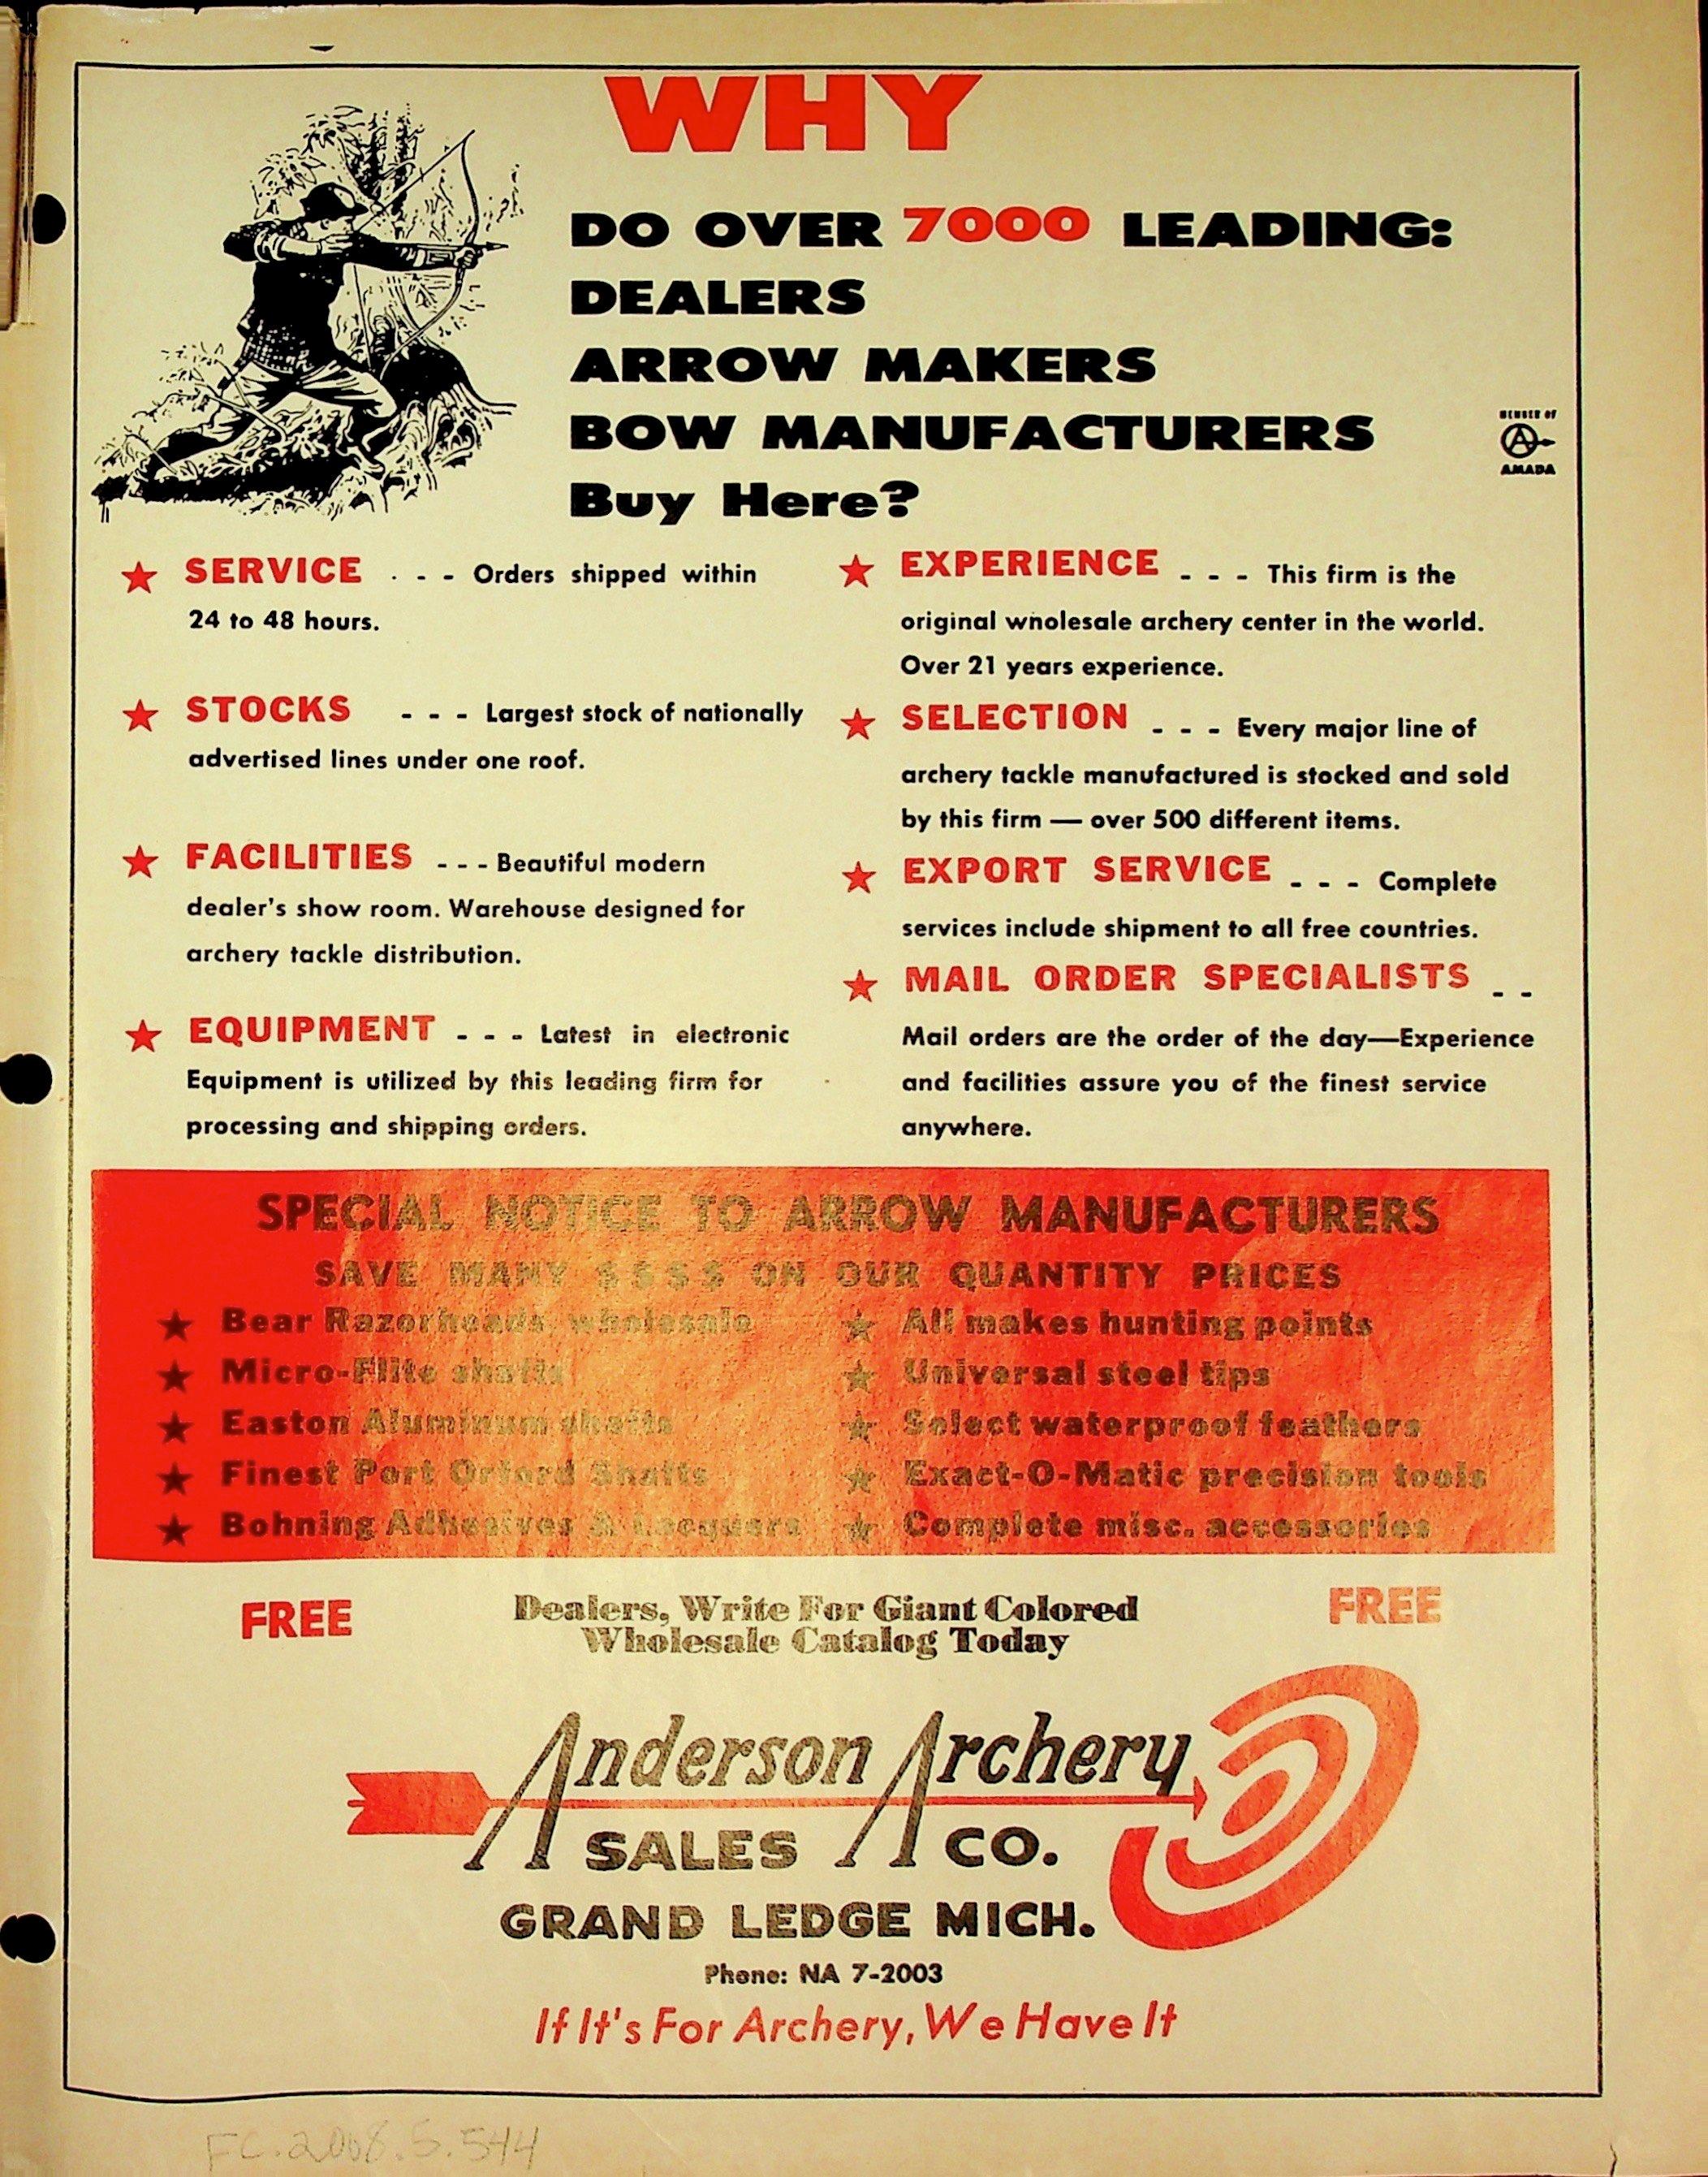 WHY
DO OVER 7000 LEADING:
DEALERS
ARROW MAKERS
BOW MANUFACTURERS
Buy Here?
MEMBER OF
A
AMADA
★ SERVICE - - - Orders shipped within
24 to 48 hours.
★ STOCKS - - - Largest stock of nationally
advertised lines under one roof.
★ FACILITIES - - - Beautiful modern
dealer's show room. Warehouse designed for
archery tackle distribution.
★ EQUIPMENT - - - Latest in electronic
Equipment is utilized by this leading firm for
processing and shipping orders.
★ EXPERIENCE - - - This firm is the
original wholesale archery center in the world.
Over 21 years experience.
★ SELECTION - - - Every major line of
archery tackle manufactured is stocked and sold
by this firm — over 500 different items.
★ EXPORT SERVICE - - - Complete
services include shipment to all free countries.
★ MAIL ORDER SPECIALISTS - -
Mail orders are the order of the day—Experience
and facilities assure you of the finest service
anywhere.
SPECIAL NOTICE TO ARROW MANUFACTURERS
SAVE MANY $$$$ ON OUR QUANTITY PRICES
★ Bear Razorheads, wholesale
★ Micro-Flite shafts
★ Easton Aluminum shafts
★ Finest Port Orford Shafts
★ Bohning Adhesives & Lacquers
★ All makes hunting points
★ Universal steel tips
★ Select waterproof feathers
★ Exact-O-Matic precision tools
★ Complete misc. accessories
FREE
Dealers, Write For Giant Colored
Wholesale Catalog Today
FREE
Anderson Archery
SALES CO.
GRAND LEDGE MICH.
Phone: NA 7-2003
If It's For Archery, We Have It
FC.2008.5.544